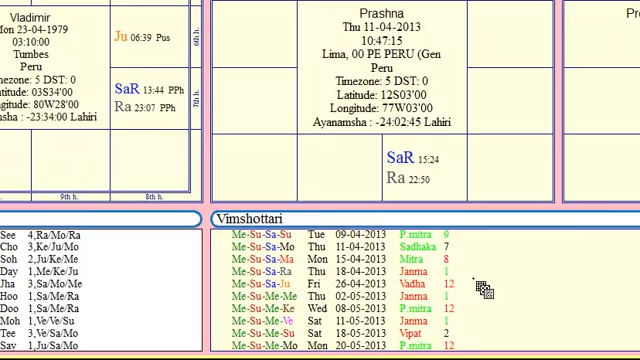 Vladimir
Mon 23-04-1979
03:10:00
Tumbes
Peru
mezone: 5 DST: 0
titude: 03S34'00
gitude: 80W28'00
msha : -23:34:00 Lahiri
Ju 06:39 Pus
6th h.
SaR 13:44 PPh
Ra 23:07 PPh
7th h.
9th h.
8th h.
Prashna
Thu 11-04-2013
10:47:15
Lima, 00 PE PERU (Gen
Peru
Timezone: 5 DST: 0
Latitude: 12S03'00
Longitude: 77W03'00
Ayanamsha : -24:02:45 Lahiri
SaR 15:24
Ra 22:50
Pr
See 4,Ra/Mo/Ra
Cho 3,Ke/Ju/Mo
Soh 2,Ju/Ke/Me
Day 1,Me/Ke/Ju
Jha 3,Sa/Mo/Me
Hoo 1,Sa/Ra/Mo
Doo 1,Sa/Ra/Me
Moh 1,Ve/Ve/Su
Tee 3,Ve/Sa/Mo
Sav 1,Ju/Sa/Mo
Vimshottari
Me-Su-Sa-Su Tue 09-04-2013 P.mitra 9
Me-Su-Sa-Mo Thu 11-04-2013 Sadhaka 7
Me-Su-Sa-Ma Mon 15-04-2013 Mitra 8
Me-Su-Sa-Ra Thu 18-04-2013 Janma 1
Me-Su-Sa-Ju Fri 26-04-2013 Vadha 12
Me-Su-Me-Me Thu 02-05-2013 Janma 1
Me-Su-Me-Ke Wed 08-05-2013 P.mitra 12
Me-Su-Me-Ve Sat 11-05-2013 Janma 1
Me-Su-Me-Su Sat 18-05-2013 Vipat 2
Me-Su-Me-Mo Mon 20-05-2013 P.mitra 12